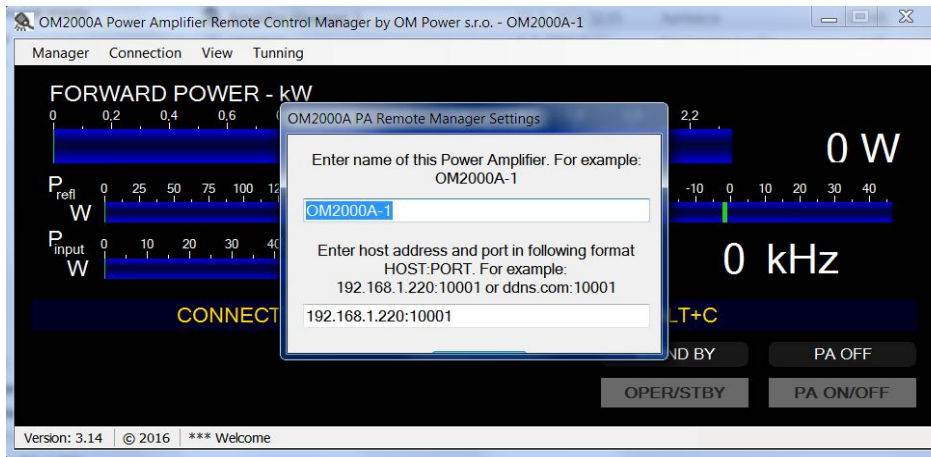 OM2000A Power Amplifier Remote Control Manager by OM Power s.r.o. - OM2000A-1
Manager Connection View Tunning
FORWARD POWER - kW
0 0,2 0,4 0,6 2,2
0 W
OM2000A PA Remote Manager Settings
Enter name of this Power Amplifier. For example:
OM2000A-1
OM2000A-1
Enter host address and port in following format
HOST:PORT. For example:
192.168.1.220:10001 or ddns.com:10001
192.168.1.220:10001
Prefl W 0 25 50 75 100 12
-10 0 10 20 30 40
Pinput W 0 10 20 30 40
0 kHz
CONNECT LT+C
ND BY PA OFF
OPER/STBY PA ON/OFF
Version: 3.14 © 2016 *** Welcome